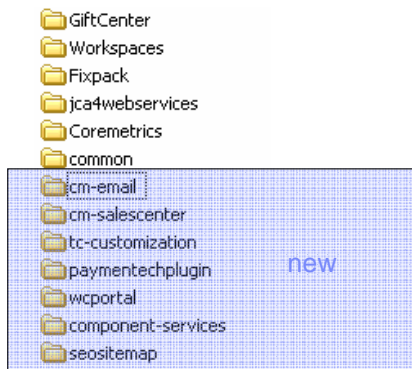 GiftCenter
Workspaces
Fixpack
jca4webservices
Coremetrics
common
cm-email
cm-salescenter
tc-customization
paymentechplugin
new
wcportal
component-services
seositemap